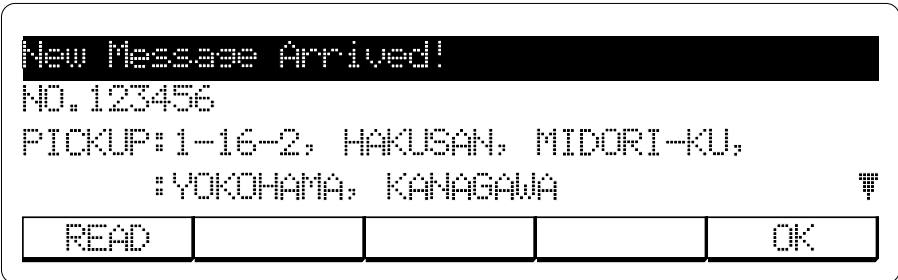 New Message Arrived!
NO.123456
PICKUP:1-16-2, HAKUSAN, MIDORI-KU,
:YOKOHAMA, KANAGAWA
READ OK